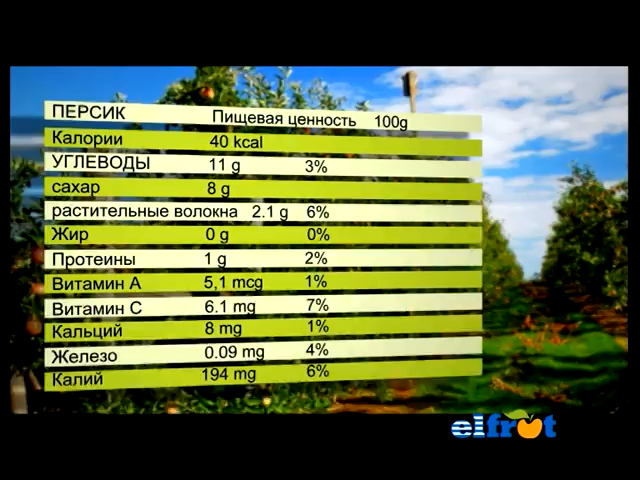 ПЕРСИК Пищевая ценность 100g
Калории 40 kcal
УГЛЕВОДЫ 11 g 3%
сахар 8 g
растительные волокна 2.1 g 6%
Жир 0 g 0%
Протеины 1 g 2%
Витамин А 5,1 mcg 1%
Витамин С 6.1 mg 7%
Кальций 8 mg 1%
Железо 0.09 mg 4%
Калий 194 mg 6%
elfrut